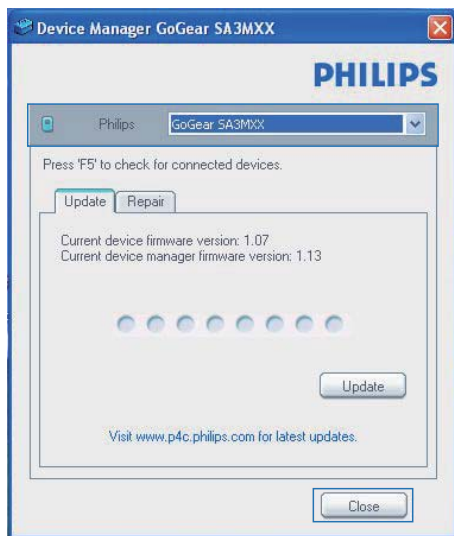 Device Manager GoGear SA3MXX
PHILIPS
Philips GoGear SA3MXX
Press 'F5' to check for connected devices.
Update Repair
Current device firmware version: 1.07
Current device manager firmware version: 1.13
Update
Visit www.p4c.philips.com for latest updates.
Close